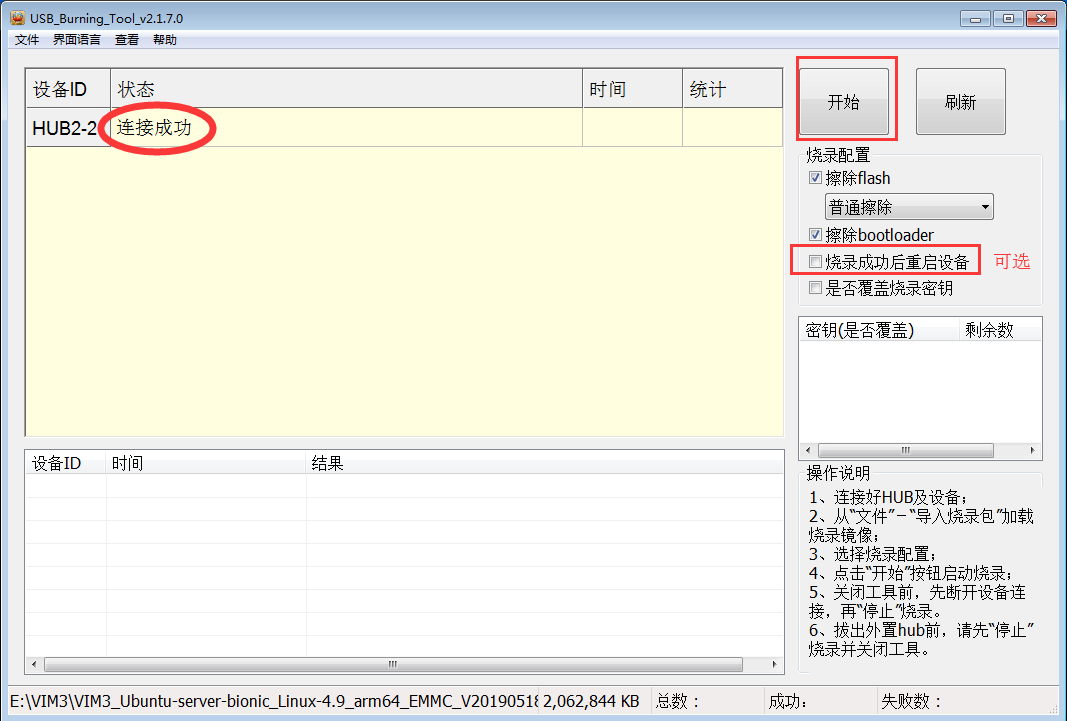 USB_Burning_Tool_v2.1.7.0
文件 界面语言 查看 帮助
设备ID 状态 时间 统计
HUB2-2 连接成功
开始 刷新
烧录配置
擦除flash
普通擦除
擦除bootloader
烧录成功后重启设备 可选
是否覆盖烧录密钥
密钥(是否覆盖) 剩余数
设备ID 时间 结果
操作说明
1、连接好HUB及设备；
2、从“文件”－“导入烧录包”加载
烧录镜像；
3、选择烧录配置；
4、点击“开始”按钮启动烧录；
5、关闭工具前，先断开设备连
接，再“停止”烧录。
6、拔出外置hub前，请先“停止”
烧录并关闭工具。
E:\VIM3\VIM3_Ubuntu-server-bionic_Linux-4.9_arm64_EMMC_V20190518 2,062,844 KB 总数： 成功： 失败数：